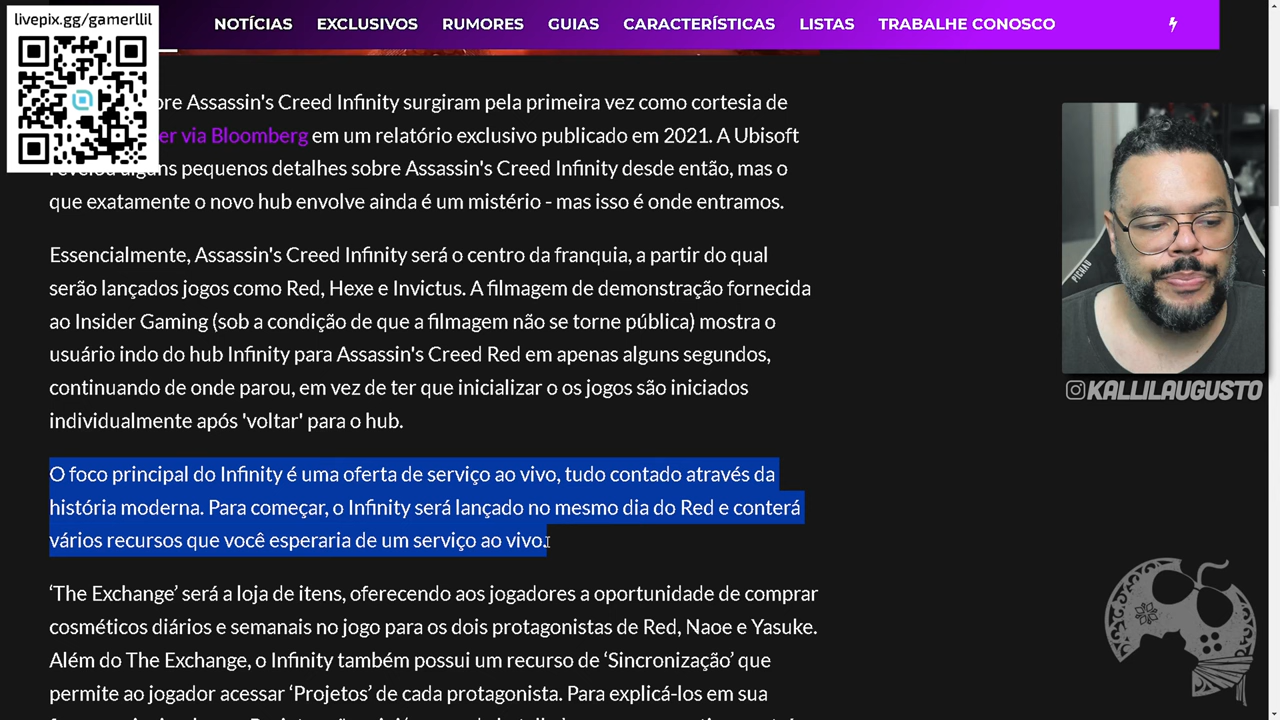 livepix.gg/gamerllil
NOTÍCIAS EXCLUSIVOS RUMORES GUIAS CARACTERÍSTICAS LISTAS TRABALHE CONOSCO
Assassin's Creed Infinity surgiram pela primeira vez como cortesia de
via Bloomberg em um relatório exclusivo publicado em 2021. A Ubisoft
revelou alguns pequenos detalhes sobre Assassin's Creed Infinity desde então, mas o
que exatamente o novo hub envolve ainda é um mistério - mas isso é onde entramos.
Essencialmente, Assassin's Creed Infinity será o centro da franquia, a partir do qual
serão lançados jogos como Red, Hexe e Invictus. A filmagem de demonstração fornecida
ao Insider Gaming (sob a condição de que a filmagem não se torne pública) mostra o
usuário indo do hub Infinity para Assassin's Creed Red em apenas alguns segundos,
continuando de onde parou, em vez de ter que inicializar o os jogos são iniciados
individualmente após 'voltar' para o hub.
O foco principal do Infinity é uma oferta de serviço ao vivo, tudo contado através da
história moderna. Para começar, o Infinity será lançado no mesmo dia do Red e conterá
vários recursos que você esperaria de um serviço ao vivo.
‘The Exchange’ será a loja de itens, oferecendo aos jogadores a oportunidade de comprar
cosméticos diários e semanais no jogo para os dois protagonistas de Red, Naoe e Yasuke.
Além do The Exchange, o Infinity também possui um recurso de ‘Sincronização’ que
permite ao jogador acessar ‘Projetos’ de cada protagonista. Para explicá-los em sua
PICHAU
KALLILAUGUSTO